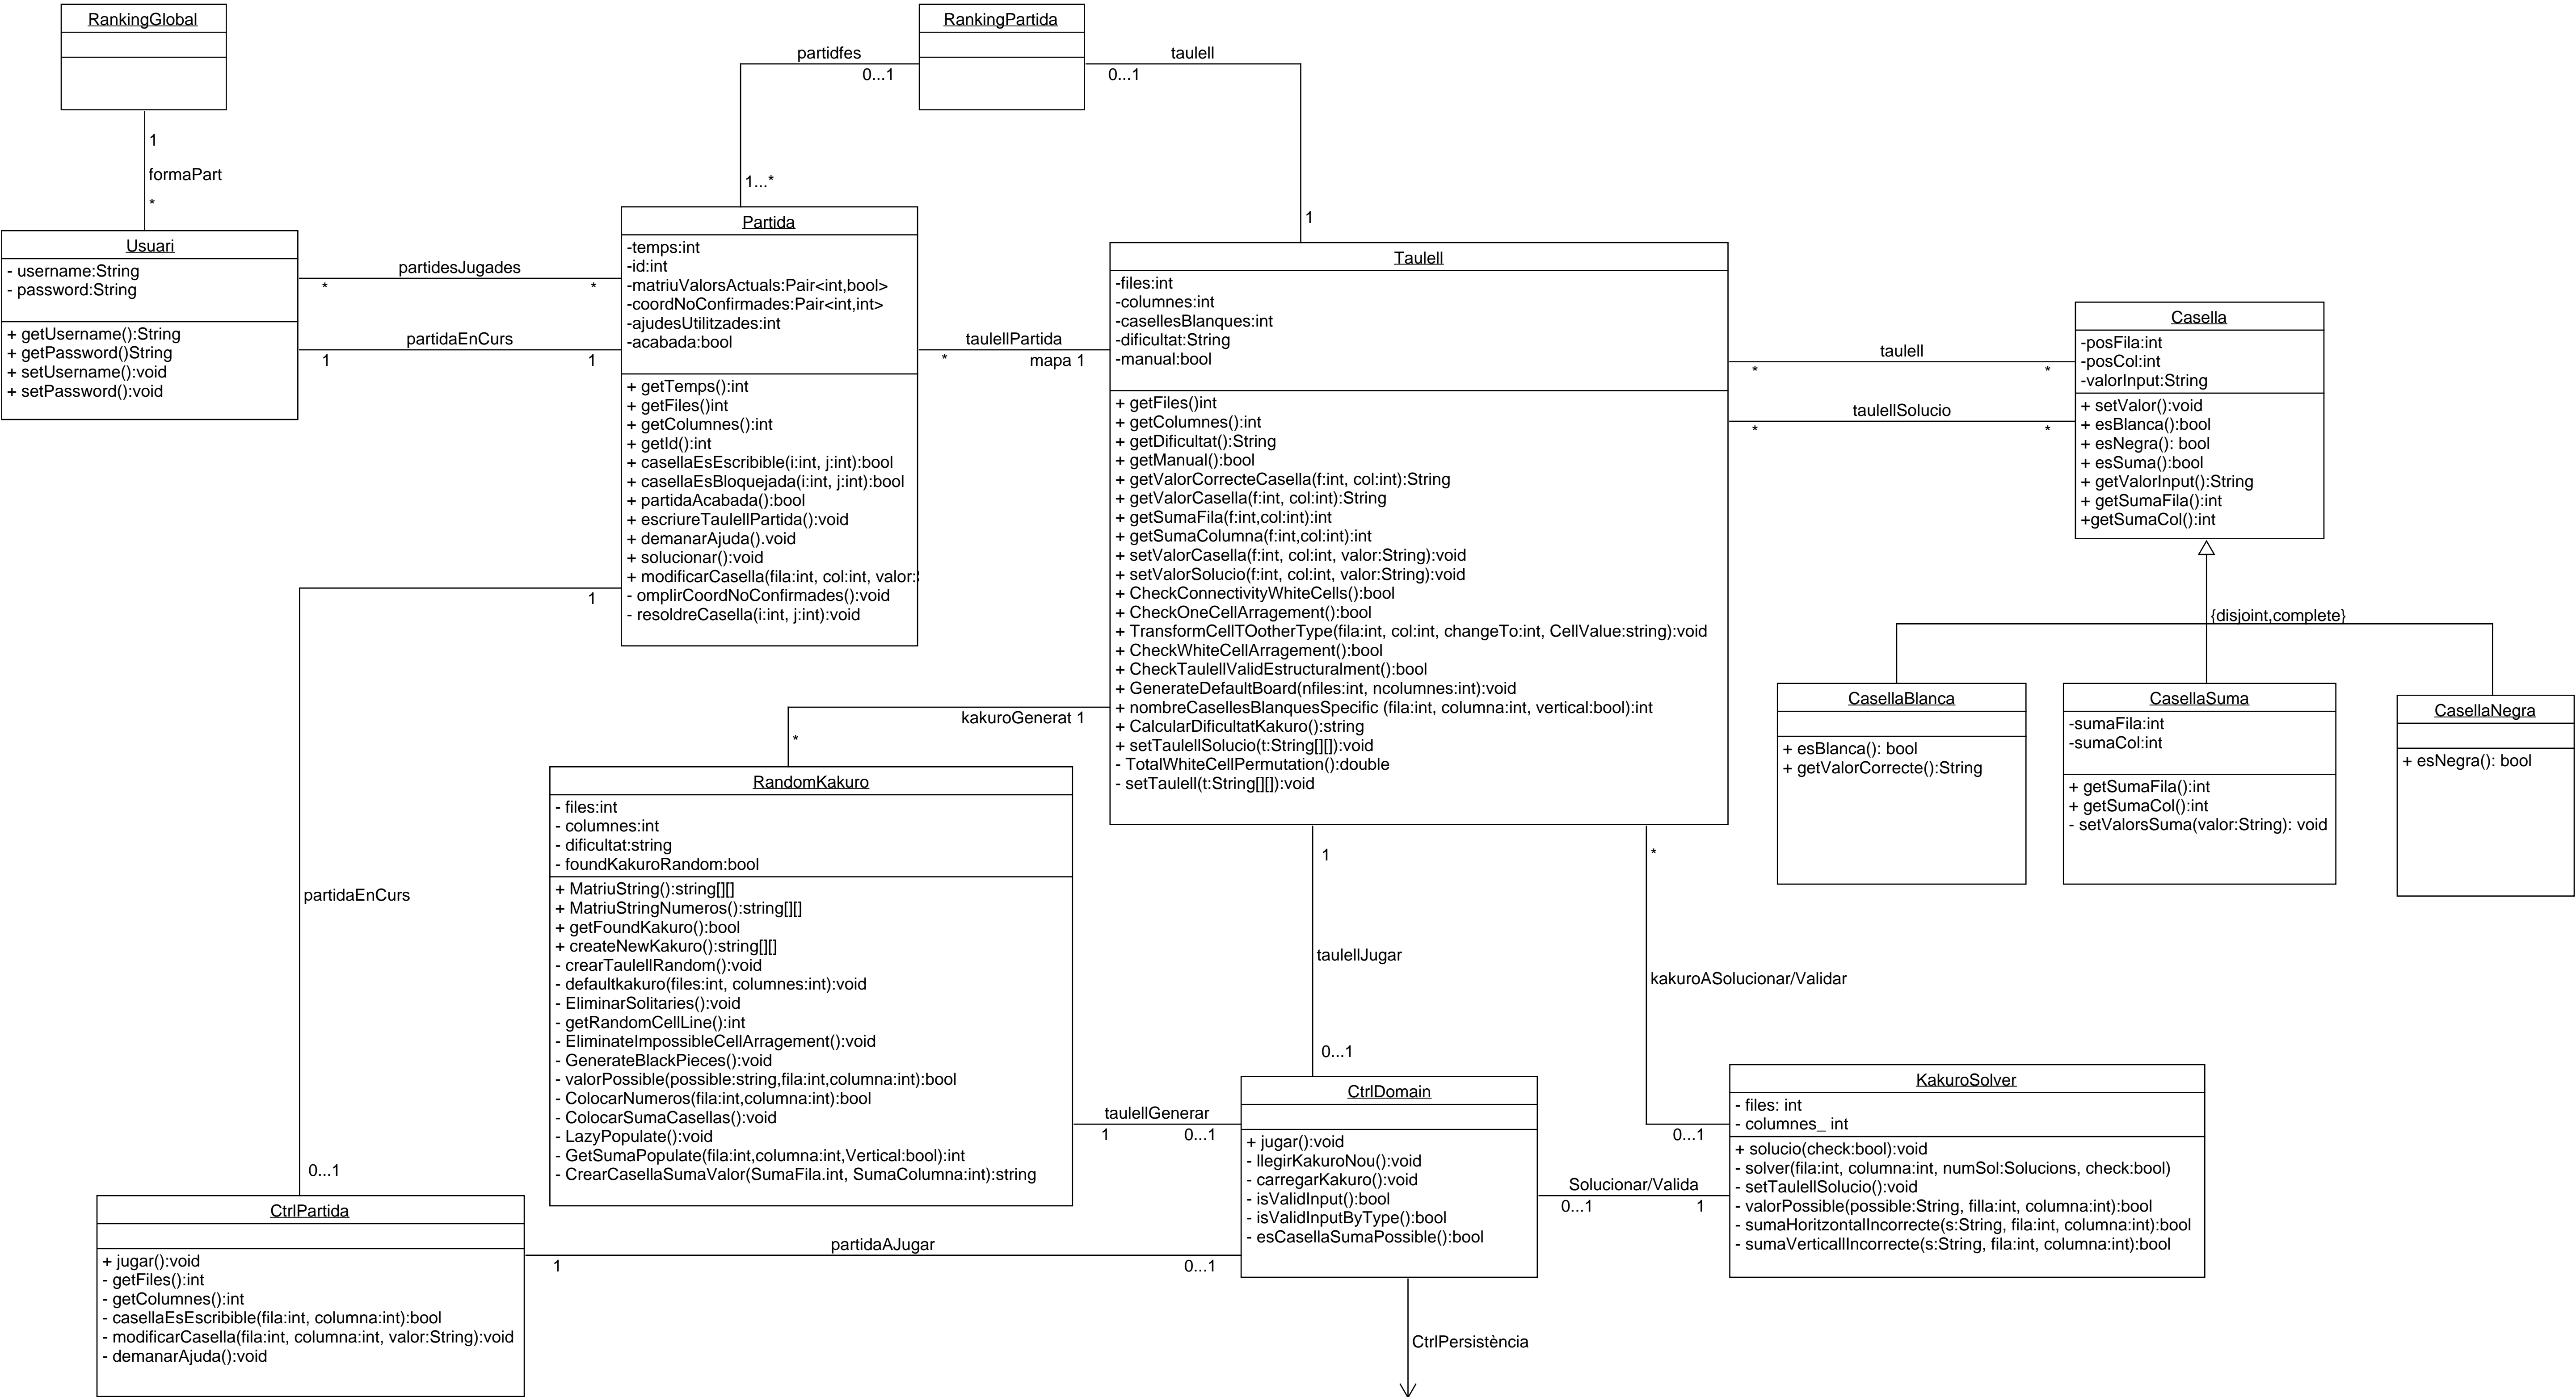 RankingGlobal
RankingPartida
partidfes
0...1
taulell
0...1
1
formaPart
*
1...*
1
Usuari
- username:String
- password:String
+ getUsername():String
+ getPassword()String
+ setUsername():void
+ setPassword():void
partidesJugades
*
*
partidaEnCurs
1
1
Partida
-temps:int
-id:int
-matriuValorsActuals:Pair<int,bool>
-coordNoConfirmades:Pair<int,int>
-ajudesUtilitzades:int
-acabada:bool
+ getTemps():int
+ getFiles()int
+ getColumnes():int
+ getId():int
+ casellaEsEscribible(i:int, j:int):bool
+ casellaEsBloquejada(i:int, j:int):bool
+ partidaAcabada():bool
+ escriureTaulellPartida():void
+ demanarAjuda().void
+ solucionar():void
+ modificarCasella(fila:int, col:int, valor:
- omplirCoordNoConfirmades():void
- resoldreCasella(i:int, j:int):void
taulellPartida
*
mapa 1
Taulell
-files:int
-columnes:int
-casellesBlanques:int
-dificultat:String
-manual:bool
+ getFiles()int
+ getColumnes():int
+ getDificultat():String
+ getManual():bool
+ getValorCorrecteCasella(f:int, col:int):String
+ getValorCasella(f:int, col:int):String
+ getSumaFila(f:int,col:int):int
+ getSumaColumna(f:int,col:int):int
+ setValorCasella(f:int, col:int, valor:String):void
+ setValorSolucio(f:int, col:int, valor:String):void
+ CheckConnectivityWhiteCells():bool
+ CheckOneCellArragement():bool
+ TransformCellTOotherType(fila:int, col:int, changeTo:int, CellValue:string):void
+ CheckWhiteCellArragement():bool
+ CheckTaulellValidEstructuralment():bool
+ GenerateDefaultBoard(nfiles:int, ncolumnes:int):void
+ nombreCasellesBlanquesSpecific (fila:int, columna:int, vertical:bool):int
+ CalcularDificultatKakuro():string
+ setTaulellSolucio(t:String[][]):void
- TotalWhiteCellPermutation():double
- setTaulell(t:String[][]):void
taulell
*
*
taulellSolucio
*
*
Casella
-posFila:int
-posCol:int
-valorInput:String
+ setValor():void
+ esBlanca():bool
+ esNegra(): bool
+ esSuma():bool
+ getValorInput():String
+ getSumaFila():int
+getSumaCol():int
{disjoint,complete}
CasellaBlanca
+ esBlanca(): bool
+ getValorCorrecte():String
CasellaSuma
-sumaFila:int
-sumaCol:int
+ getSumaFila():int
+ getSumaCol():int
- setValorsSuma(valor:String): void
CasellaNegra
+ esNegra(): bool
1
partidaEnCurs
0...1
kakuroGenerat 1
*
RandomKakuro
- files:int
- columnes:int
- dificultat:string
- foundKakuroRandom:bool
+ MatriuString():string[][]
+ MatriuStringNumeros():string[][]
+ getFoundKakuro():bool
+ createNewKakuro():string[][]
- crearTaulellRandom():void
- defaultkakuro(files:int, columnes:int):void
- EliminarSolitaries():void
- getRandomCellLine():int
- EliminateImpossibleCellArragement():void
- GenerateBlackPieces():void
- valorPossible(possible:string,fila:int,columna:int):bool
- ColocarNumeros(fila:int,columna:int):bool
- ColocarSumaCasellas():void
- LazyPopulate():void
- GetSumaPopulate(fila:int,columna:int,Vertical:bool):int
- CrearCasellaSumaValor(SumaFila.int, SumaColumna:int):string
1
taulellJugar
0...1
*
kakuroASolucionar/Validar
0...1
taulellGenerar
1
0...1
CtrlDomain
+ jugar():void
- llegirKakuroNou():void
- carregarKakuro():void
- isValidInput():bool
- isValidInputByType():bool
- esCasellaSumaPossible():bool
Solucionar/Valida
0...1
1
KakuroSolver
- files: int
- columnes_ int
+ solucio(check:bool):void
- solver(fila:int, columna:int, numSol:Solucions, check:bool)
- setTaulellSolucio():void
- valorPossible(possible:String, filla:int, columna:int):bool
- sumaHoritzontalIncorrecte(s:String, fila:int, columna:int):bool
- sumaVerticallIncorrecte(s:String, fila:int, columna:int):bool
CtrlPartida
+ jugar():void
- getFiles():int
- getColumnes():int
- casellaEsEscribible(fila:int, columna:int):bool
- modificarCasella(fila:int, columna:int, valor:String):void
- demanarAjuda():void
partidaAJugar
1
0...1
CtrlPersistència